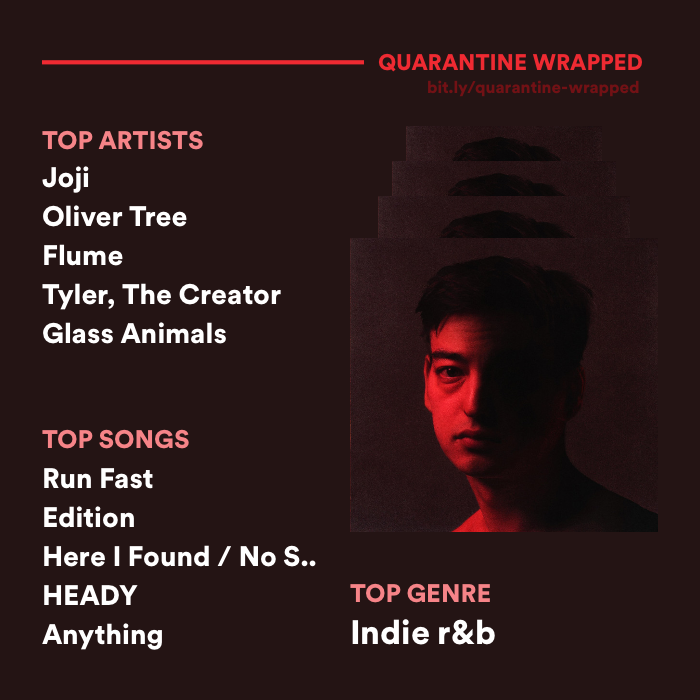 QUARANTINE WRAPPED
bit.ly/quarantine-wrapped
TOP ARTISTS
Joji
Oliver Tree
Flume
Tyler, The Creator
Glass Animals
TOP SONGS
Run Fast
Edition
Here I Found / No S..
HEADY
Anything
TOP GENRE
Indie r&b